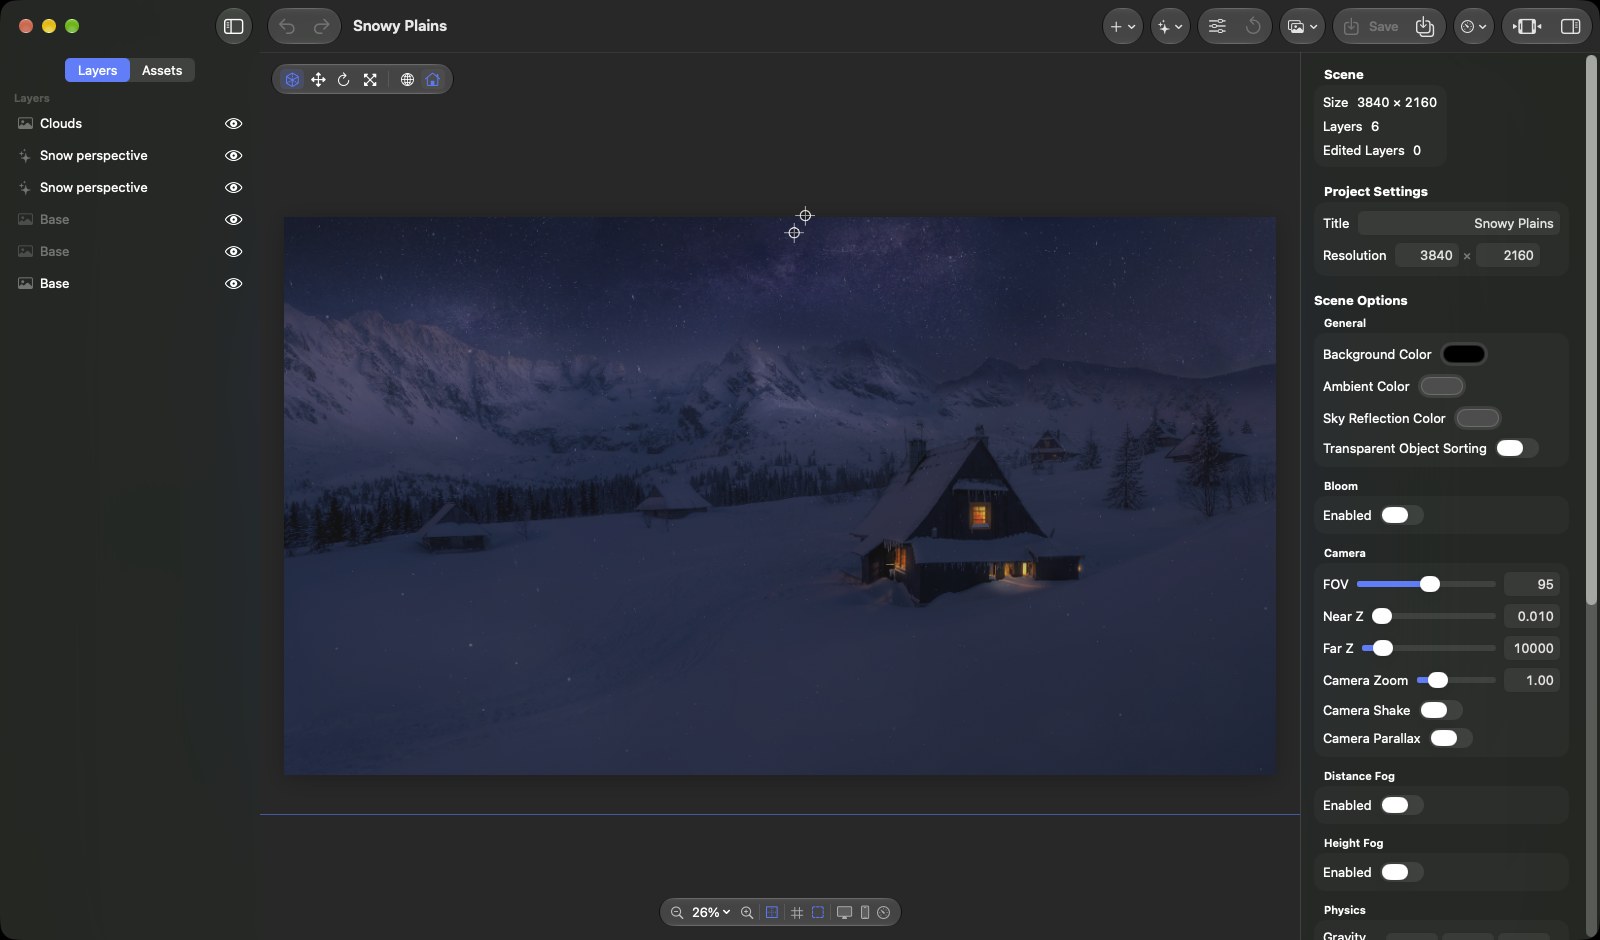 Snowy Plains
Save
Layers
Assets
Layers
Clouds
Snow perspective
Snow perspective
Base
Base
Base
26%
Scene
Size 3840 × 2160
Layers 6
Edited Layers 0
Project Settings
Title Snowy Plains
Resolution 3840 × 2160
Scene Options
General
Background Color
Ambient Color
Sky Reflection Color
Transparent Object Sorting
Bloom
Enabled
Camera
FOV 95
Near Z 0.010
Far Z 10000
Camera Zoom 1.00
Camera Shake
Camera Parallax
Distance Fog
Enabled
Height Fog
Enabled
Physics
Gravity